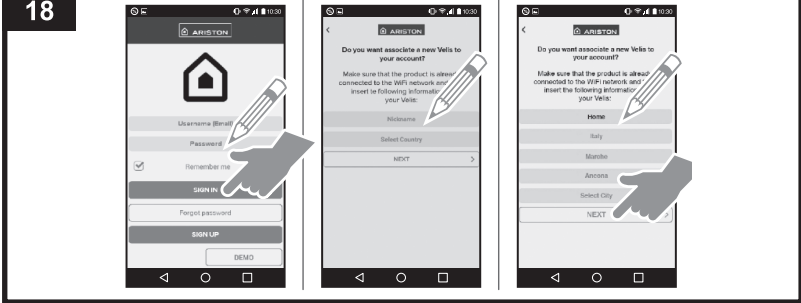 18
10:30
ARISTON
Username (Email)
Password
Remember me
SIGN IN
Forgot password
SIGN UP
DEMO
10:30
ARISTON
Do you want associate a new Velis to
your account?
Make sure that the product is already
connected to the WiFi network and
insert le following information
your Velis:
Nickname
Select Country
NEXT
10:30
ARISTON
Do you want associate a new Velis to
your account?
Make sure that the product is already
connected to the WiFi network and
insert the following information
your Velis:
Home
Italy
Marche
Ancona
Select City
NEXT